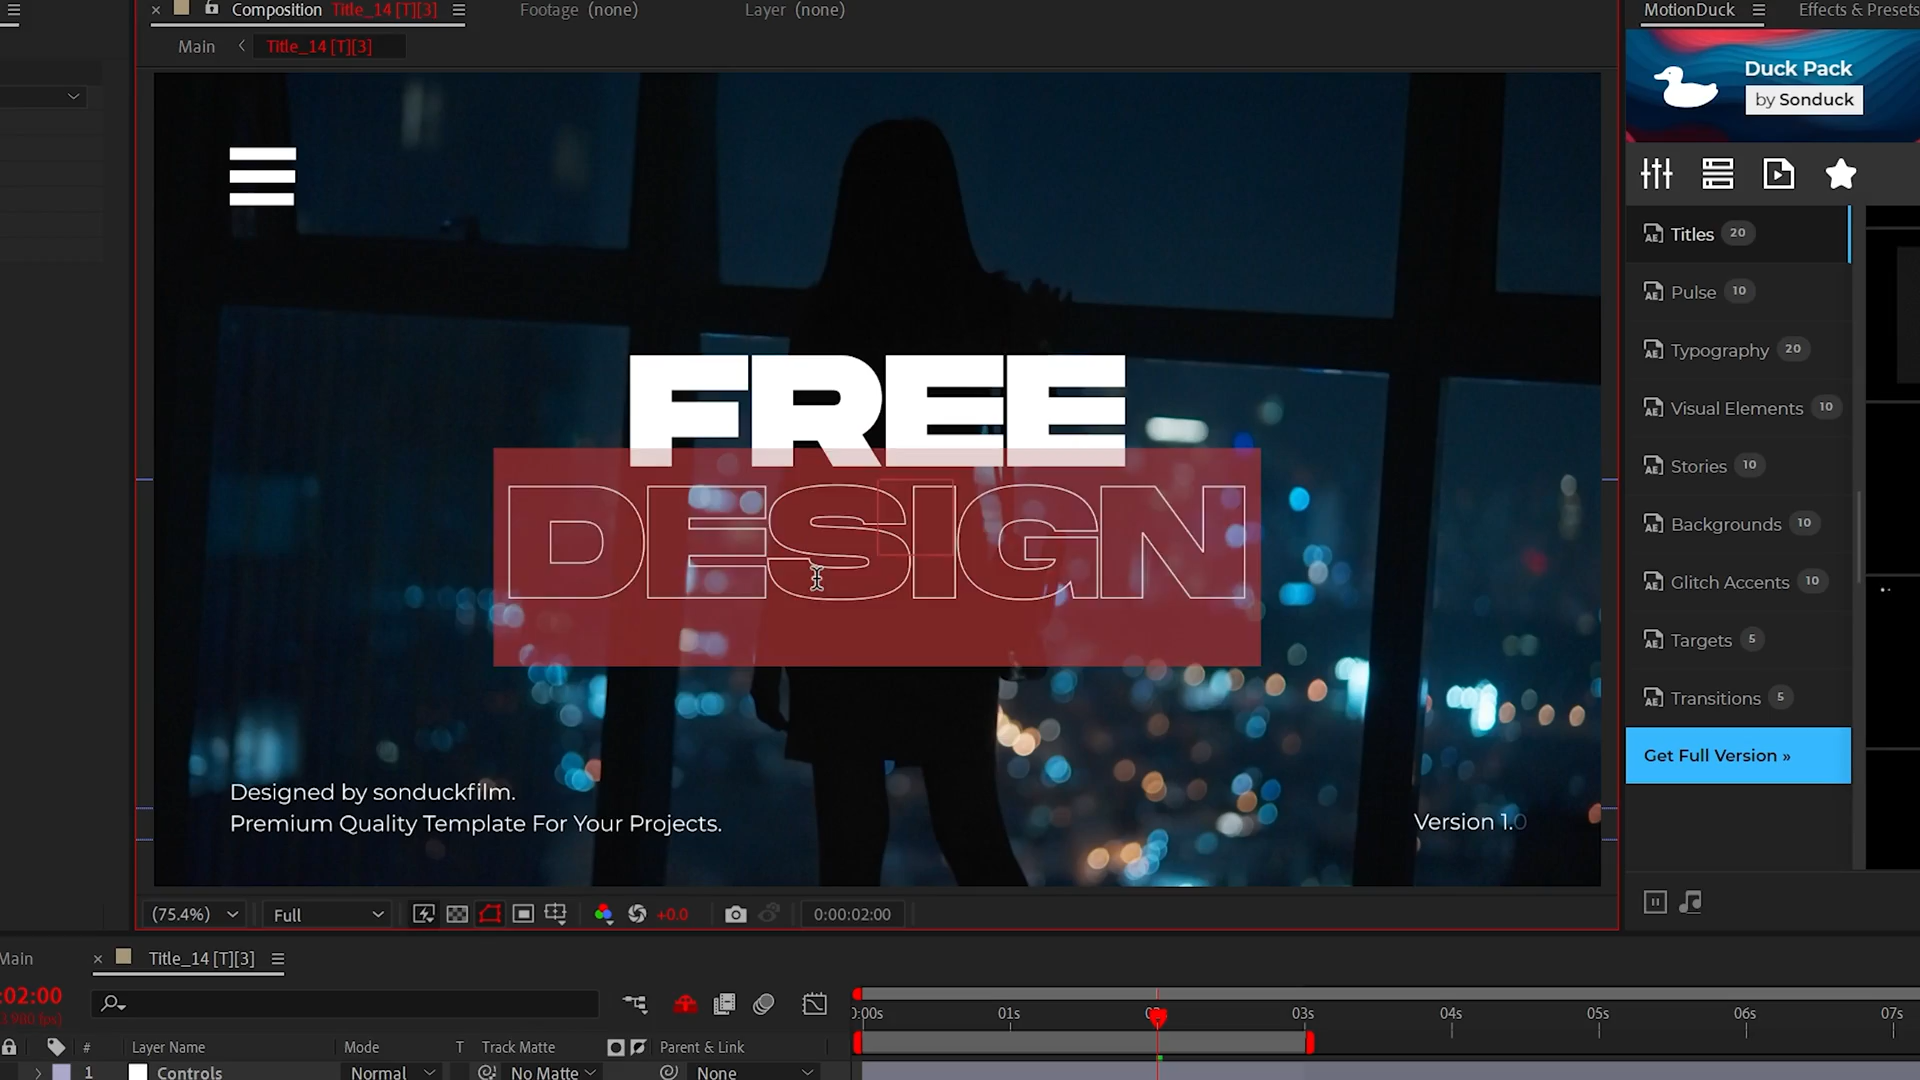 Composition Title_14 [T][3]
Footage (none)
Layer (none)
MotionDuck
Effects & Presets
Main
Title_14 [T][3]
Duck Pack
by Sonduck
Titles 20
Pulse 10
Typography 20
Visual Elements 10
Stories 10
Backgrounds 10
Glitch Accents 10
Targets 5
Transitions 5
Get Full Version »
FREE
DESIGN
Designed by sonduckfilm.
Premium Quality Template For Your Projects.
Version 1.0
(75.4%)
Full
+0.0
0:00:02:00
Main
Title_14 [T][3]
:02:00
0:00s
01s
02s
03s
04s
05s
06s
07s
#
Layer Name
Mode
T
Track Matte
Parent & Link
1
Controls
Normal
No Matte
None